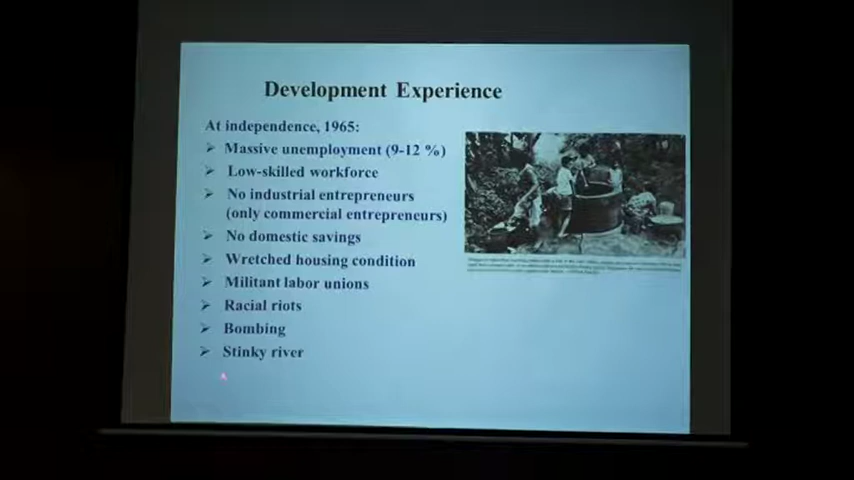 Development Experience
At independence, 1965:
➢ Massive unemployment (9-12 %)
➢ Low-skilled workforce
➢ No industrial entrepreneurs
(only commercial entrepreneurs)
➢ No domestic savings
➢ Wretched housing condition
➢ Militant labor unions
➢ Racial riots
➢ Bombing
➢ Stinky river